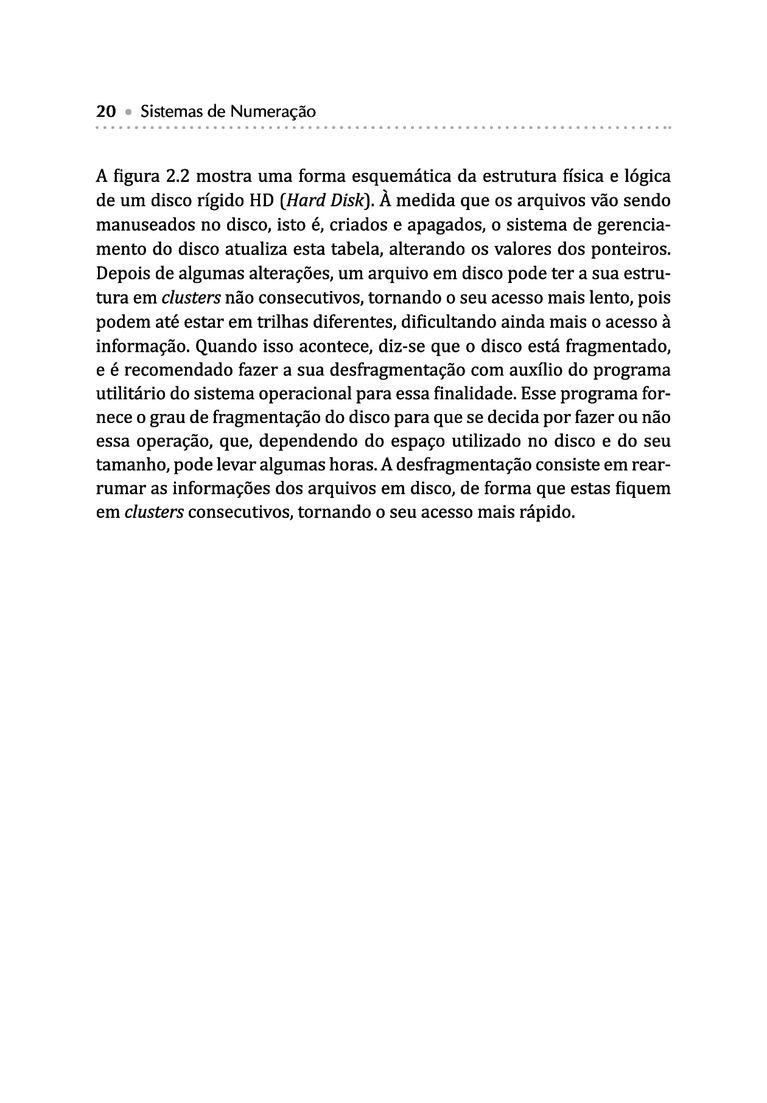 20 • Sistemas de Numeração
A figura 2.2 mostra uma forma esquemática da estrutura física e lógica
de um disco rígido HD (Hard Disk). À medida que os arquivos vão sendo
manuseados no disco, isto é, criados e apagados, o sistema de gerencia-
mento do disco atualiza esta tabela, alterando os valores dos ponteiros.
Depois de algumas alterações, um arquivo em disco pode ter a sua estru-
tura em clusters não consecutivos, tornando o seu acesso mais lento, pois
podem até estar em trilhas diferentes, dificultando ainda mais o acesso à
informação. Quando isso acontece, diz-se que o disco está fragmentado,
e é recomendado fazer a sua desfragmentação com auxílio do programa
utilitário do sistema operacional para essa finalidade. Esse programa for-
nece o grau de fragmentação do disco para que se decida por fazer ou não
essa operação, que, dependendo do espaço utilizado no disco e do seu
tamanho, pode levar algumas horas. A desfragmentação consiste em rear-
rumar as informações dos arquivos em disco, de forma que estas fiquem
em clusters consecutivos, tornando o seu acesso mais rápido.